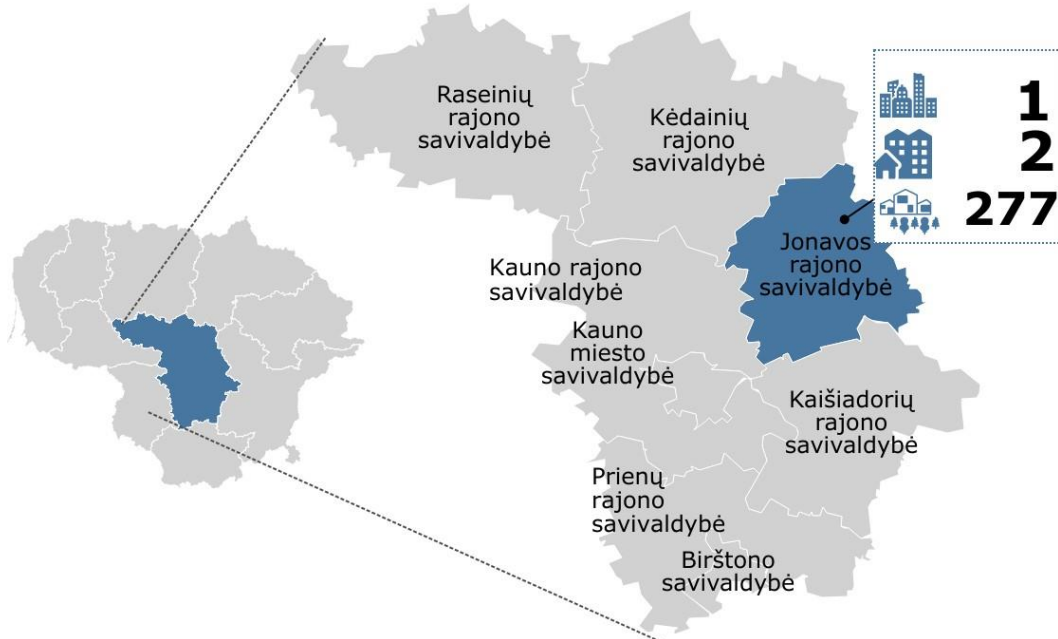 Raseinių
rajono
savivaldybė
Kėdainių
rajono
savivaldybė
1
2
277
Jonavos
rajono
savivaldybė
Kauno rajono
savivaldybė
Kauno
miesto
savivaldybė
Kaišiadorių
rajono
savivaldybė
Prienų
rajono
savivaldybė
Birštono
savivaldybė